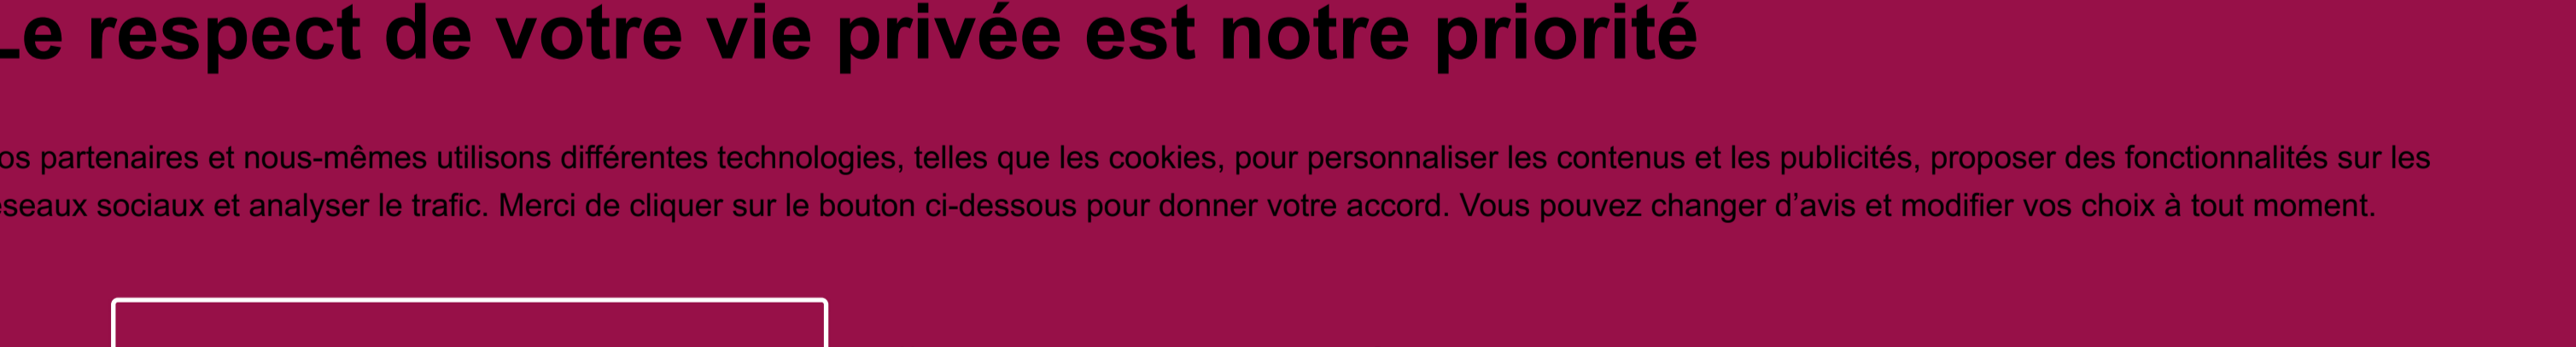 Le respect de votre vie privée est notre priorité
os partenaires et nous-mêmes utilisons différentes technologies, telles que les cookies, pour personnaliser les contenus et les publicités, proposer des fonctionnalités sur les
éseaux sociaux et analyser le trafic. Merci de cliquer sur le bouton ci-dessous pour donner votre accord. Vous pouvez changer d’avis et modifier vos choix à tout moment.